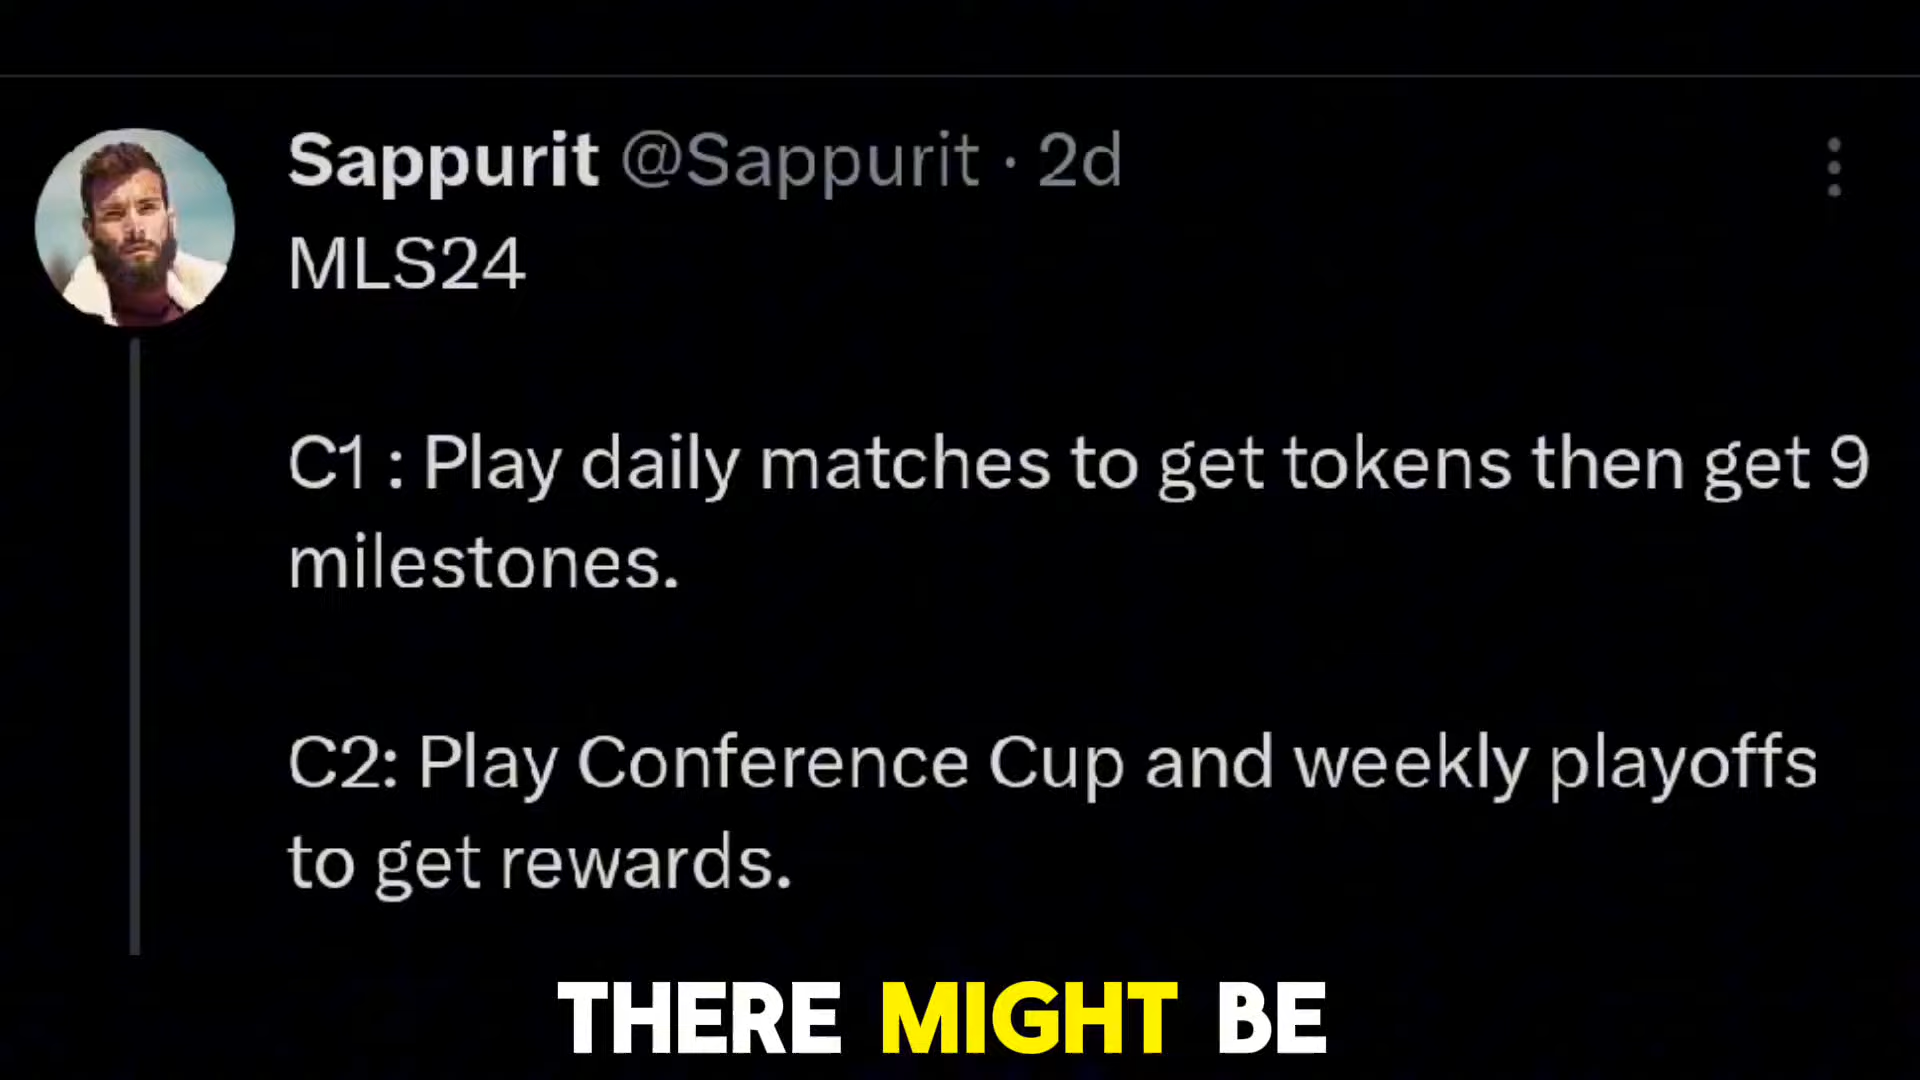 Sappurit @Sappurit · 2d
MLS24
C1 : Play daily matches to get tokens then get 9
milestones.
C2: Play Conference Cup and weekly playoffs
to get rewards.
THERE MIGHT BE